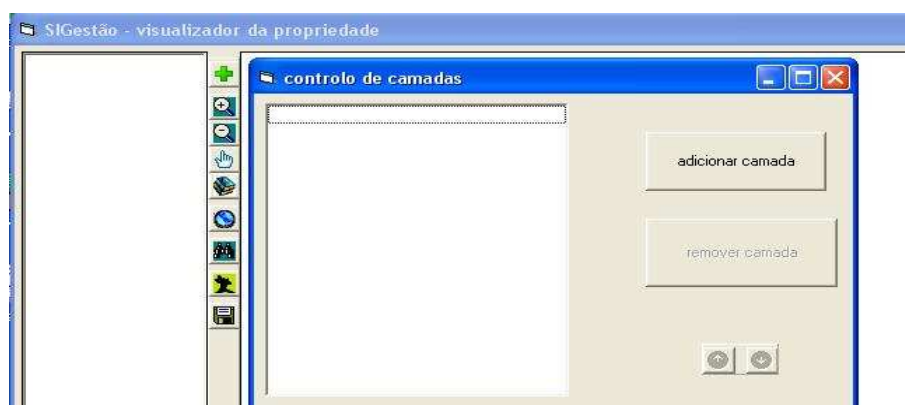 SIGestão - visualizador da propriedade
controlo de camadas
adicionar camada
remover camada